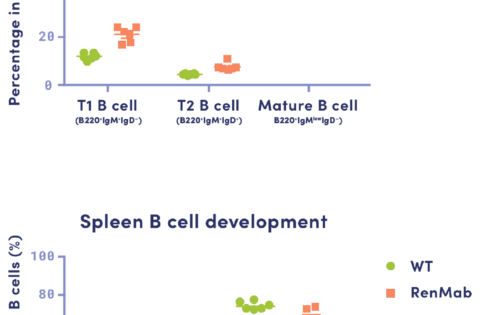 Percentage in
20
0
T1 B cell
T2 B cell
Mature B cell
(B220⁺IgM⁺IgD⁻)
(B220⁺IgM⁺IgD⁺)
B220⁺IgMˡᵒʷIgD⁻)
Spleen B cell development
B cells (%)
100
80
WT
RenMab